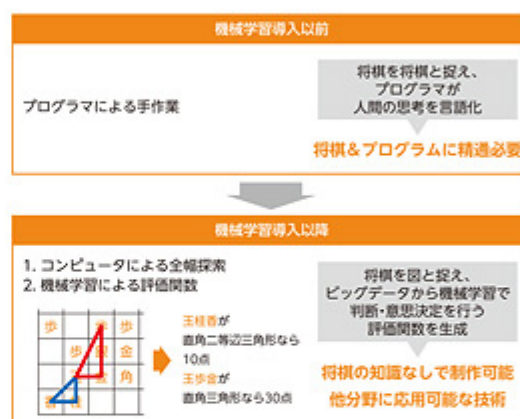 機械学習導入以前
プログラマによる手作業
将棋を将棋と捉え、
プログラマが
人間の思考を言語化
将棋&プログラムに精通必要
機械学習導入以降
1. コンピュータによる全幅探索
2. 機械学習による評価関数
歩 歩
歩 金
角
王桂香が
直角二等辺三角形なら
10点
王歩金が
直角三角形なら30点
将棋を図と捉え、
ビッグデータから機械学習で
判断・意思決定を行う
評価関数を生成
将棋の知識なしで制作可能
他分野に応用可能な技術